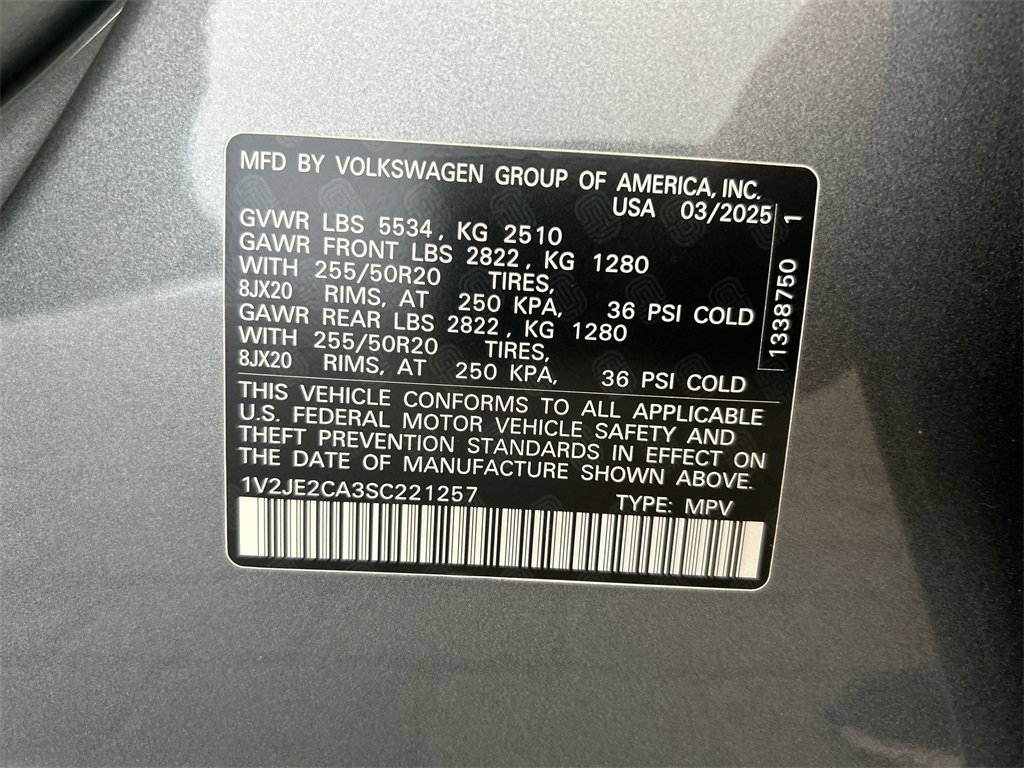 MFD BY VOLKSWAGEN GROUP OF AMERICA, INC.
USA 03/2025
GVWR LBS 5534, KG 2510
GAWR FRONT LBS 2822, KG 1280
WITH 255/50R20 TIRES,
8JX20 RIMS, AT 250 KPA, 36 PSI COLD
GAWR REAR LBS 2822, KG 1280
WITH 255/50R20 TIRES,
8JX20 RIMS, AT 250 KPA, 36 PSI COLD
1338750 1
THIS VEHICLE CONFORMS TO ALL APPLICABLE
U.S. FEDERAL MOTOR VEHICLE SAFETY AND
THEFT PREVENTION STANDARDS IN EFFECT ON
THE DATE OF MANUFACTURE SHOWN ABOVE.
1V2JE2CA3SC221257 TYPE: MPV